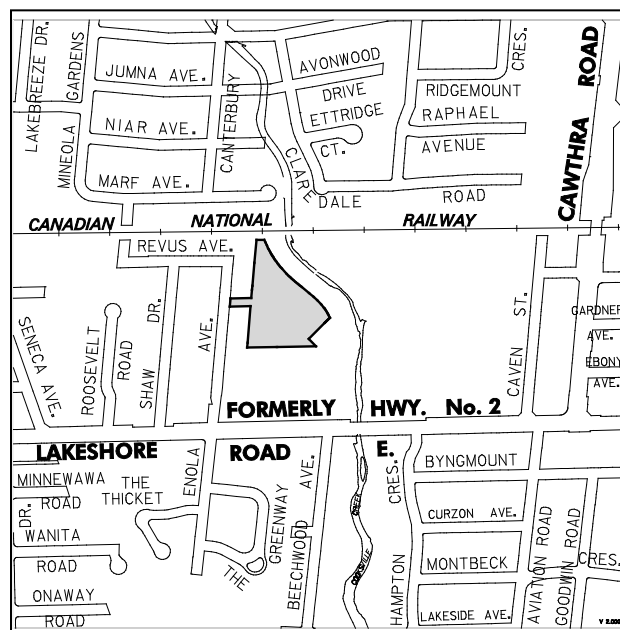 LAKEBREEZE DR.
MINEOLA GARDENS
JUMNA AVE.
NIAR AVE.
MARF AVE.
CANTERBURY
AVONWOOD
DRIVE
ETTRIDGE
CT.
CLARE
DALE
ROAD
RIDGEMOUNT
CRES.
RAPHAEL
AVENUE
CAWTHRA ROAD
CANADIAN NATIONAL RAILWAY
REVUS AVE.
SENECA AVE.
ROOSEVELT
ROAD
SHAW DR.
AVE.
CAVEN ST.
GARDNER
AVE.
EBONY
AVE.
FORMERLY HWY. No. 2
LAKESHORE ROAD E.
MINNEWAWA
ROAD
THE
THICKET
ENOLA
DR.
WANITA
ROAD
ONAWAY
ROAD
THE
GREENWAY
BEECHWOOD AVE.
CREEK
COOKSVILLE
HAMPTON CRES.
BYNGMOUNT
CURZON AVE.
MONTBECK
LAKESIDE AVE.
AVIATION ROAD
GOODWIN ROAD
CRES.